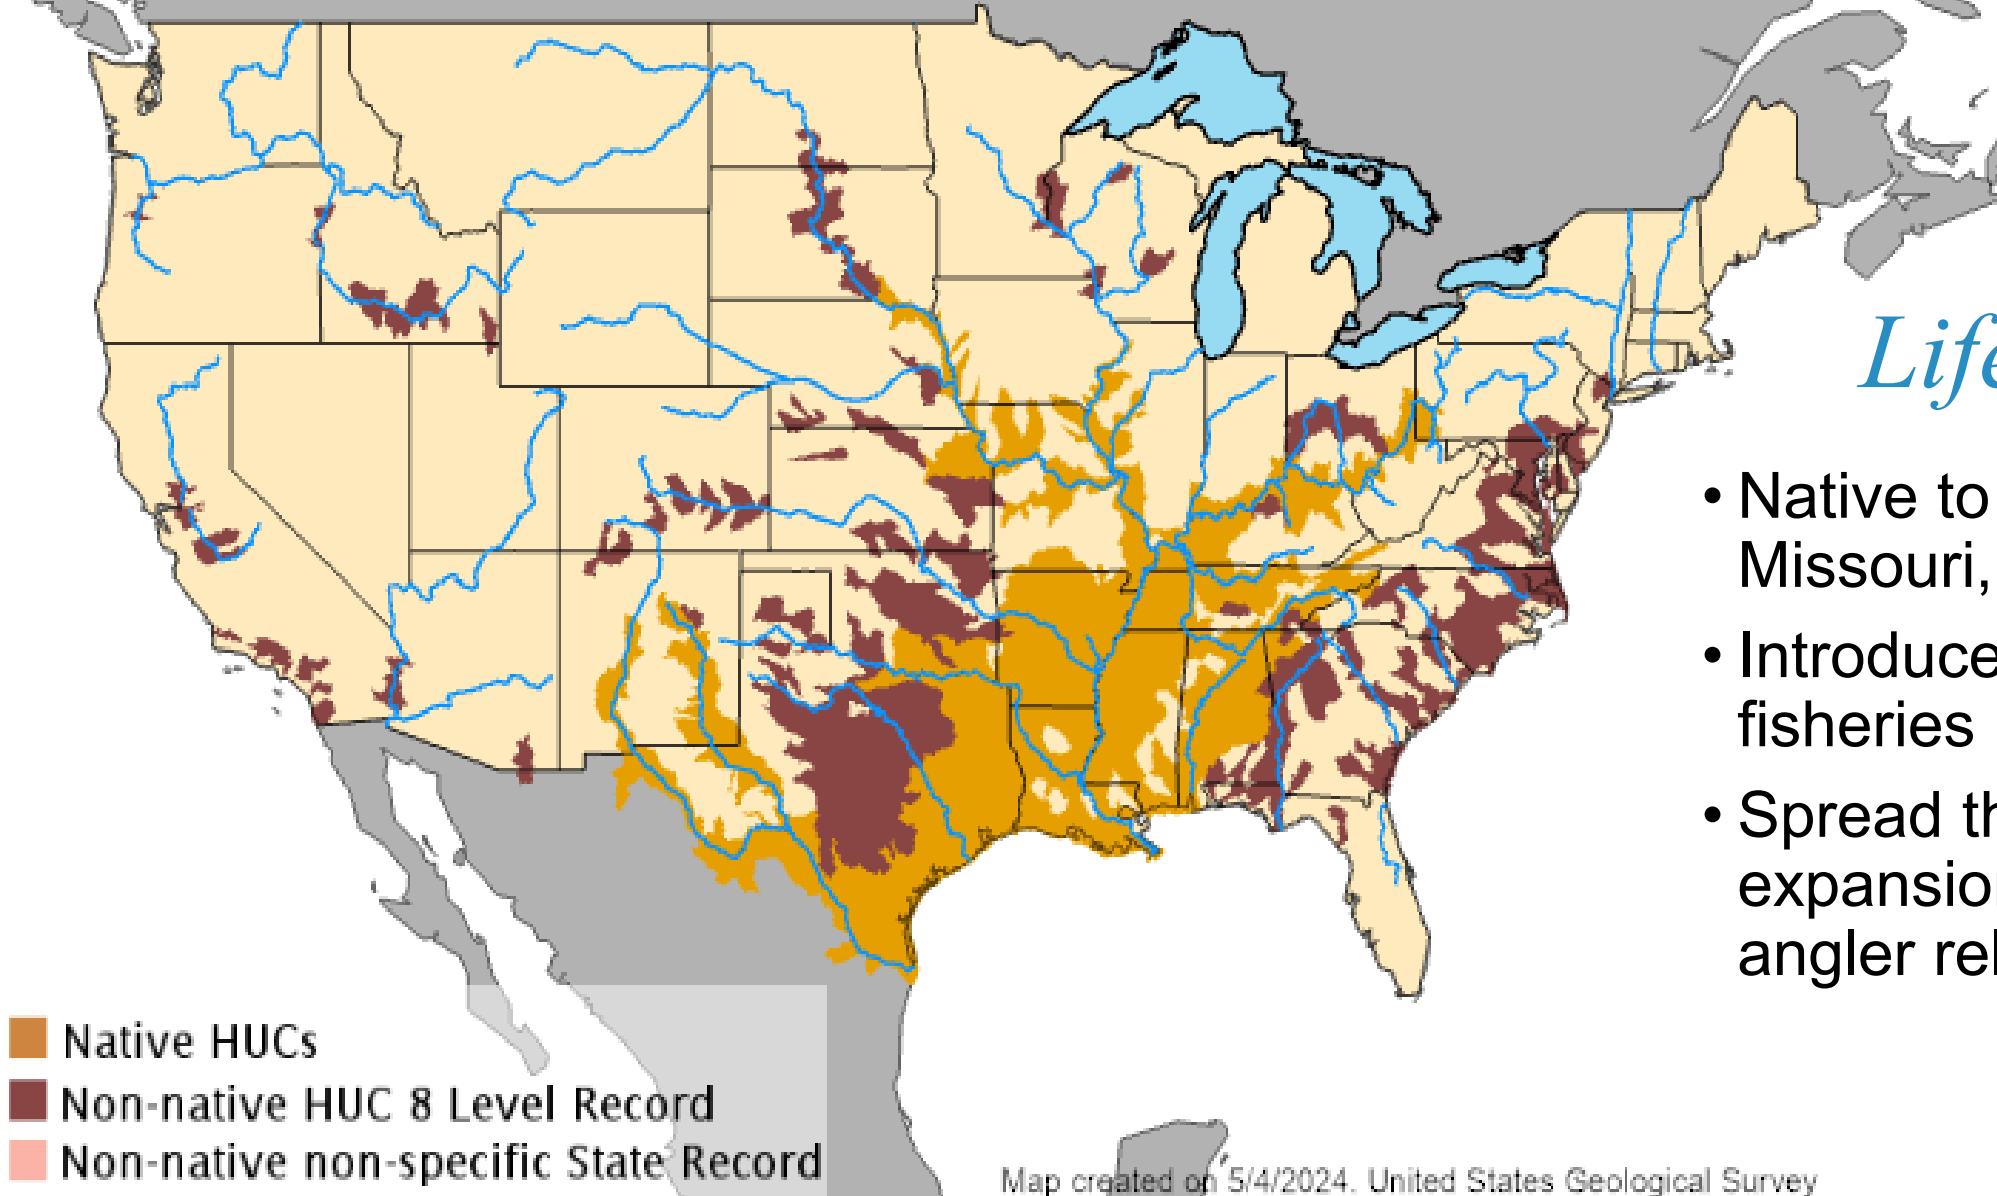 Life
• Native to
Missouri,
• Introduce
fisheries
• Spread th
expansio
angler rel
Native HUCs
Non-native HUC 8 Level Record
Non-native non-specific State Record
Map created on 5/4/2024. United States Geological Survey